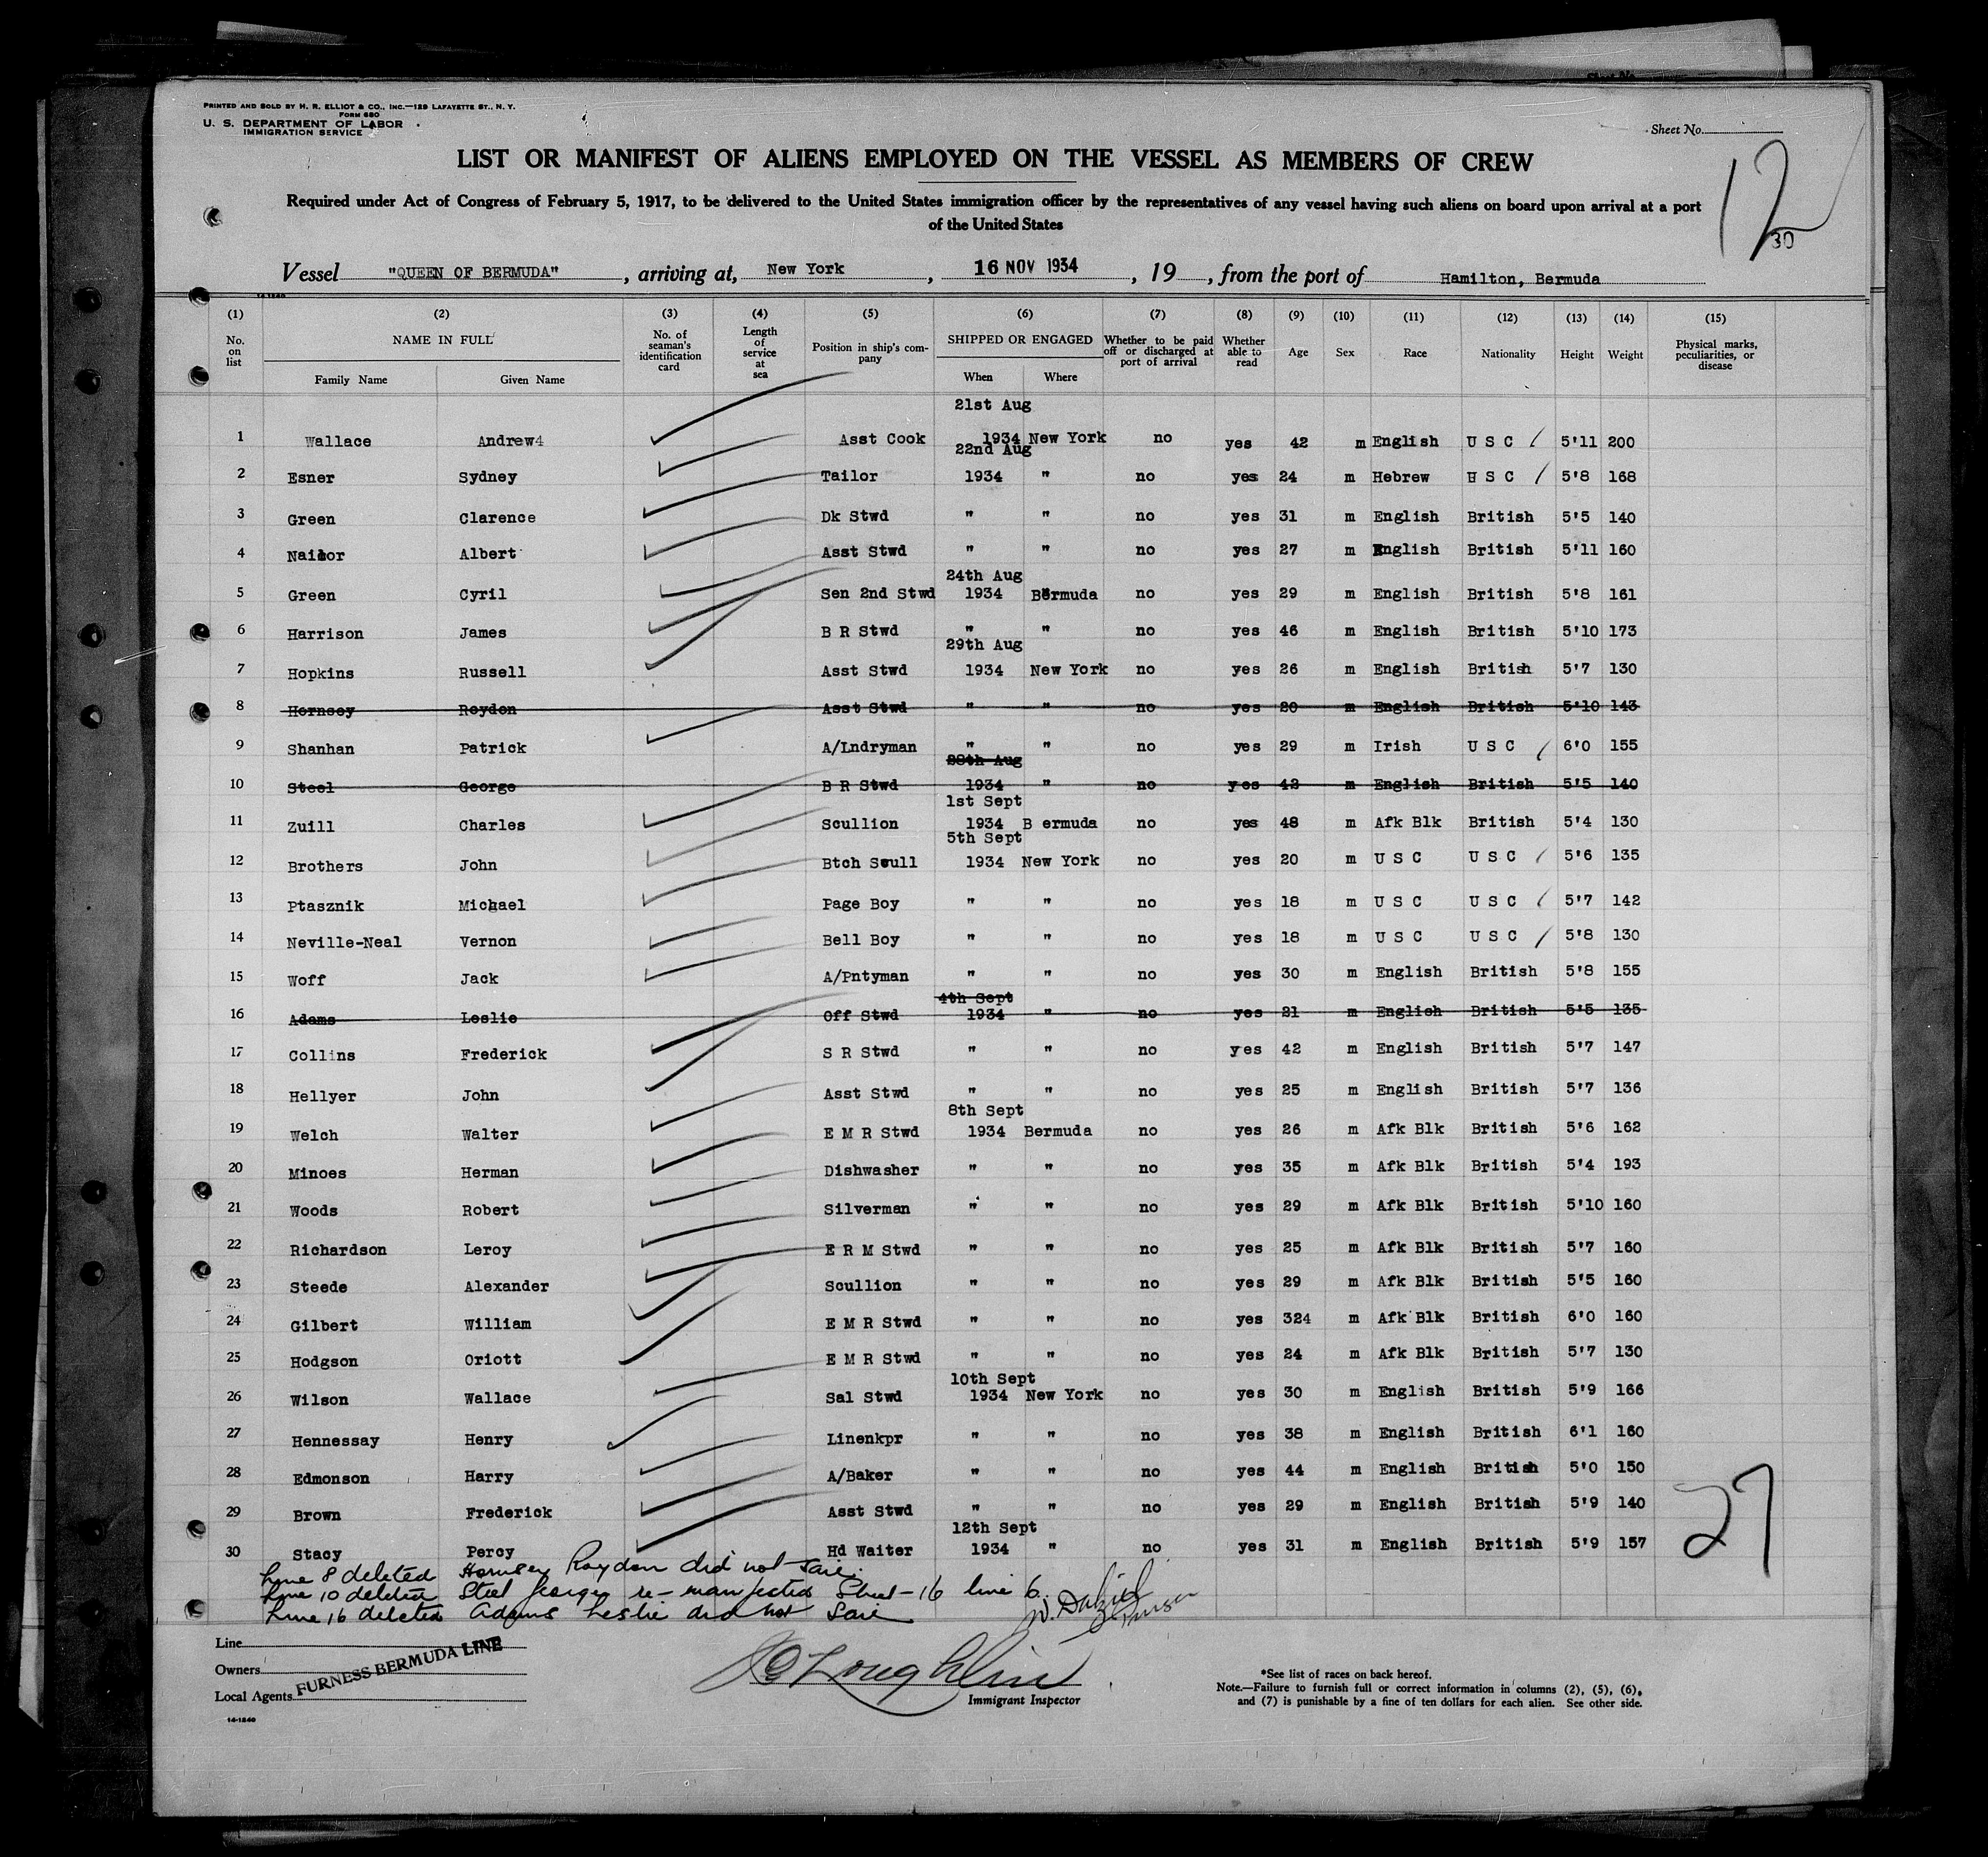 PRINTED AND SOLD BY H. R. ELLIOT & CO., INC.—129 LAFAYETTE ST., N. Y.
FORM 680
U. S. DEPARTMENT OF LABOR
IMMIGRATION SERVICE
Sheet No.
12
LIST OR MANIFEST OF ALIENS EMPLOYED ON THE VESSEL AS MEMBERS OF CREW
Required under Act of Congress of February 5, 1917, to be delivered to the United States immigration officer by the representatives of any vessel having such aliens on board upon arrival at a port
of the United States
30
Vessel "QUEEN OF BERMUDA", arriving at, New York, 16 NOV 1934, 19, from the port of Hamilton, Bermuda
14-1240
(1) No. on list (2) NAME IN FULL Family Name Given Name (3) No. of seaman's identification card (4) Length of service at sea (5) Position in ship's company (6) SHIPPED OR ENGAGED When Where (7) Whether to be paid off or discharged at port of arrival (8) Whether able to read (9) Age (10) Sex (11) Race (12) Nationality (13) Height (14) Weight (15) Physical marks, peculiarities, or disease
21st Aug
1 Wallace Andrew4 Asst Cook 1934 New York no yes 42 m English U S C 5'11 200
22nd Aug
2 Esner Sydney Tailor 1934 " no yes 24 m Hebrew U S C 5'8 168
3 Green Clarence Dk Stwd " " no yes 31 m English British 5'5 140
4 Nailor Albert Asst Stwd " " no yes 27 m English British 5'11 160
24th Aug
5 Green Cyril Sen 2nd Stwd 1934 Bermuda no yes 29 m English British 5'8 161
6 Harrison James B R Stwd " " no yes 46 m English British 5'10 173
29th Aug
7 Hopkins Russell Asst Stwd 1934 New York no yes 26 m English British 5'7 130
8 Hornsey Roydon Asst Stwd " " no yes 20 m English British 5'10 143
9 Shanhan Patrick A/Lndryman " " no yes 29 m Irish U S C 6'0 155
28th Aug
10 Steel George B R Stwd 1934 " no yes 42 m English British 5'5 140
1st Sept
11 Zuill Charles Scullion 1934 B ermuda no yes 48 m Afk Blk British 5'4 130
5th Sept
12 Brothers John Btch Scull 1934 New York no yes 20 m U S C U S C 5'6 135
13 Ptasznik Michael Page Boy " " no yes 18 m U S C U S C 5'7 142
14 Neville-Neal Vernon Bell Boy " " no yes 18 m U S C U S C 5'8 130
15 Woff Jack A/Pntyman " " no yes 30 m English British 5'8 155
4th Sept
16 Adams Leslie Off Stwd 1934 " no yes 21 m English British 5'5 135
17 Collins Frederick S R Stwd " " no yes 42 m English British 5'7 147
18 Hellyer John Asst Stwd " " no yes 25 m English British 5'7 136
8th Sept
19 Welch Walter E M R Stwd 1934 Bermuda no yes 26 m Afk Blk British 5'6 162
20 Minoes Herman Dishwasher " " no yes 35 m Afk Blk British 5'4 193
21 Woods Robert Silverman " " no yes 29 m Afk Blk British 5'10 160
22 Richardson Leroy E R M Stwd " " no yes 25 m Afk Blk British 5'7 160
23 Steede Alexander Scullion " " no yes 29 m Afk Blk British 5'5 160
24 Gilbert William E M R Stwd " " no yes 324 m Afk Blk British 6'0 160
25 Hodgson Oriott E M R Stwd " " no yes 24 m Afk Blk British 5'7 130
10th Sept
26 Wilson Wallace Sal Stwd 1934 New York no yes 30 m English British 5'9 166
27 Hennessay Henry Linenkpr " " no yes 38 m English British 6'1 160
28 Edmonson Harry A/Baker " " no yes 44 m English British 5'0 150
29 Brown Frederick Asst Stwd " " no yes 29 m English British 5'9 140
27
12th Sept
30 Stacy Percy Hd Waiter 1934 " no yes 31 m English British 5'9 157
Line 8 deleted Hornsey Roydon did not sail.
Line 10 deleted Steel George re-manifested Sheet-16 line 6.
Line 16 deleted Adams Leslie did not Sail
Purser
Line
Owners
Local Agents
FURNESS BERMUDA LINE
Immigrant Inspector
*See list of races on back hereof.
Note.—Failure to furnish full or correct information in columns (2), (5), (6),
and (7) is punishable by a fine of ten dollars for each alien. See other side.
14-1240